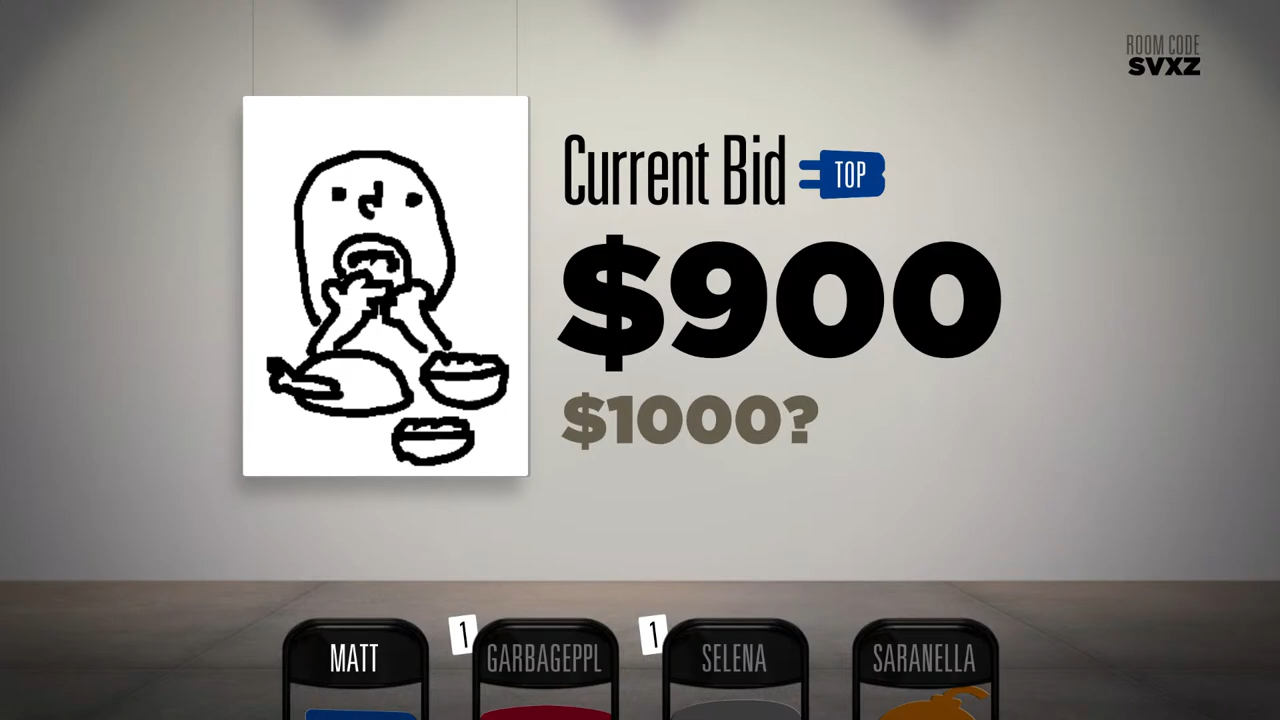 ROOM CODE
SVXZ
Current Bid TOP
$900
$1000?
1 1
MATT GARBAGEPPL SELENA SARANELLA